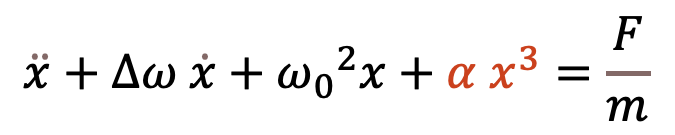 ẍ + Δω ẋ + ω₀²x + α x³ = F/m